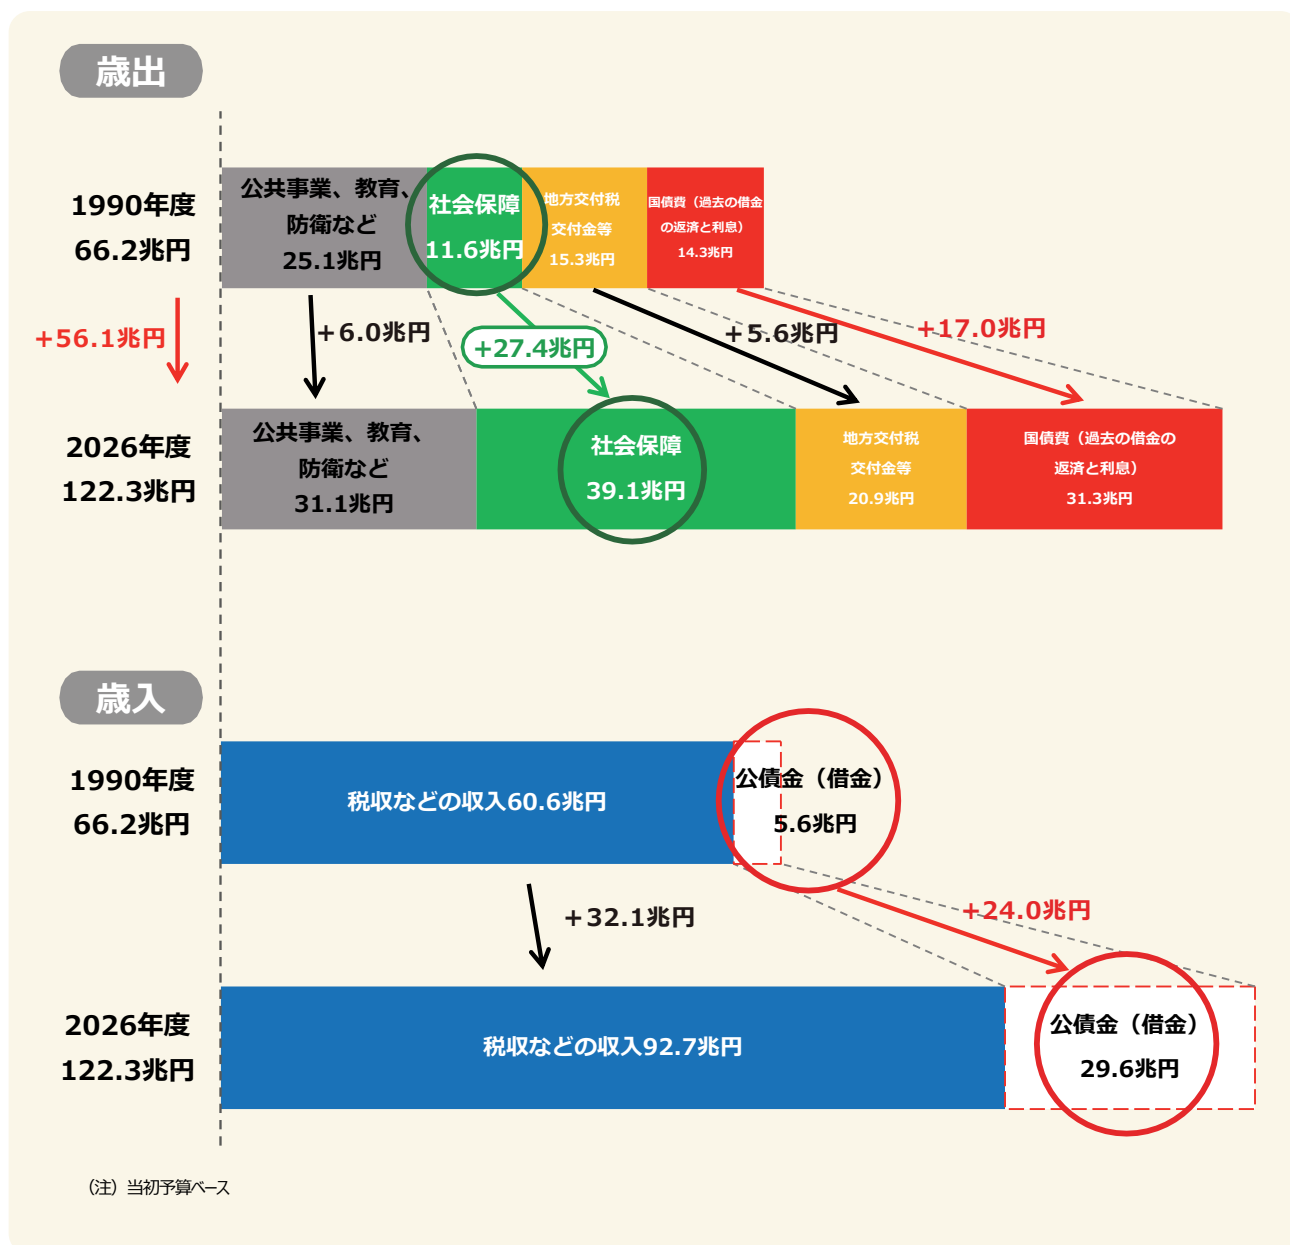 歳出
1990年度
66.2兆円
公共事業、教育、
防衛など
25.1兆円
社会保障
11.6兆円
地方交付税
交付金等
15.3兆円
国債費（過去の借金
の返済と利息）
14.3兆円
+56.1兆円
+6.0兆円
+27.4兆円
+5.6兆円
+17.0兆円
2026年度
122.3兆円
公共事業、教育、
防衛など
31.1兆円
社会保障
39.1兆円
地方交付税
交付金等
20.9兆円
国債費（過去の借金の
返済と利息）
31.3兆円
歳入
1990年度
66.2兆円
税収などの収入60.6兆円
公債金（借金）
5.6兆円
+32.1兆円
+24.0兆円
2026年度
122.3兆円
税収などの収入92.7兆円
公債金（借金）
29.6兆円
（注）当初予算ベース